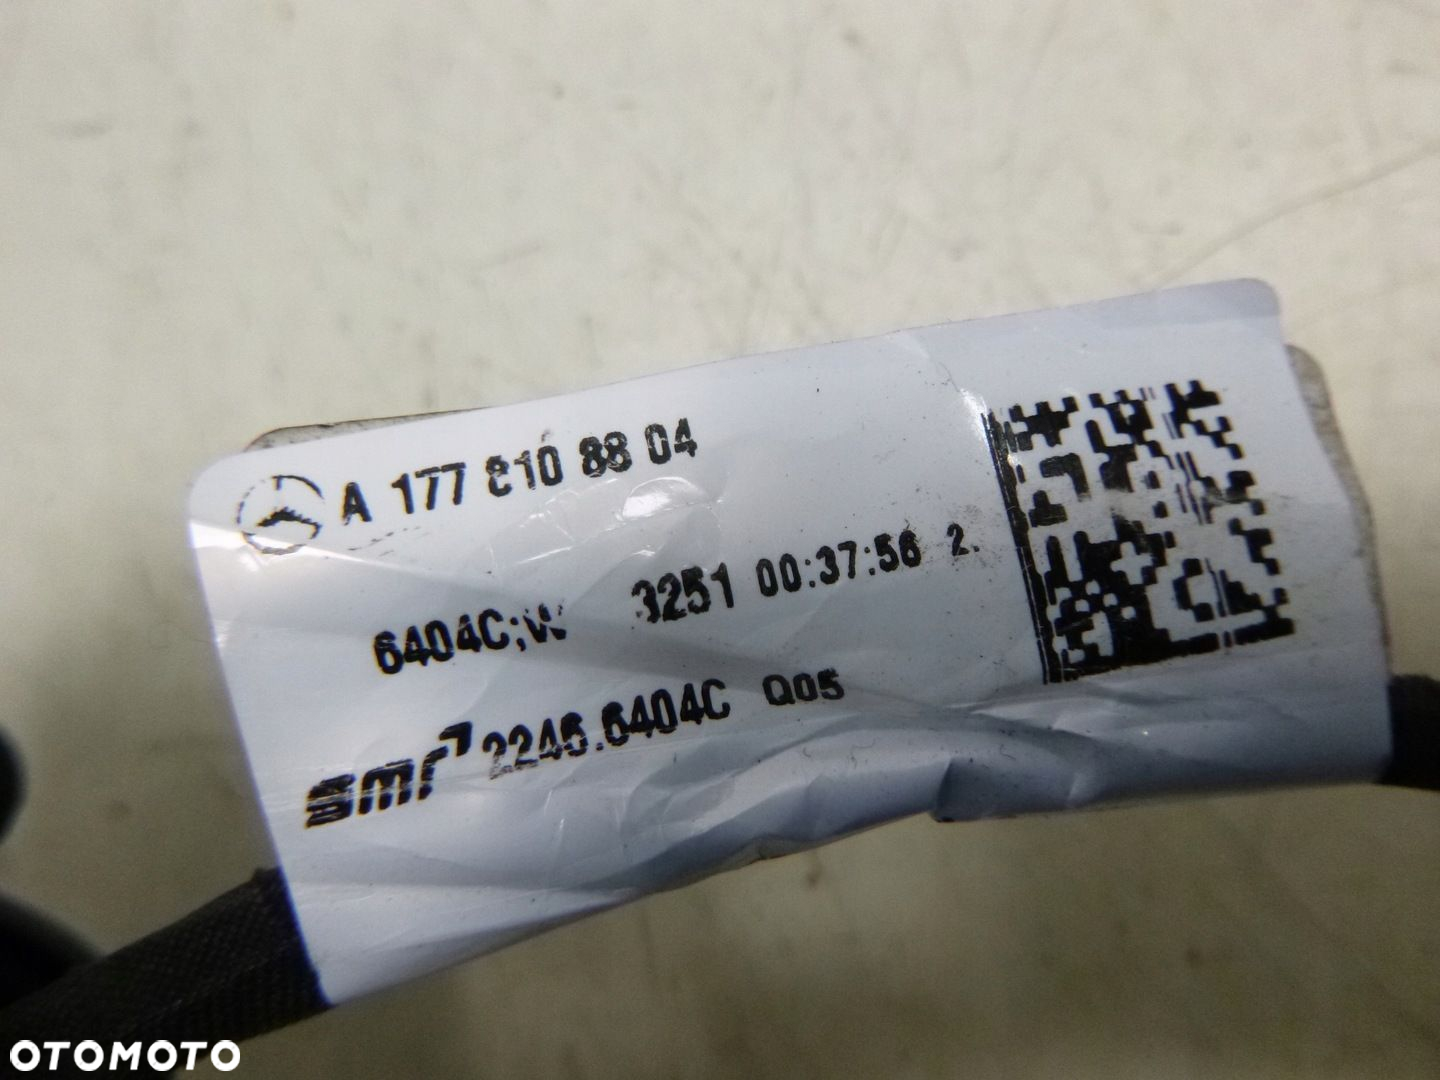 A 177 810 88 04
6404C;W 3251 00:37:56 2.
smr 2246.6404C Q05
OTOMOTO